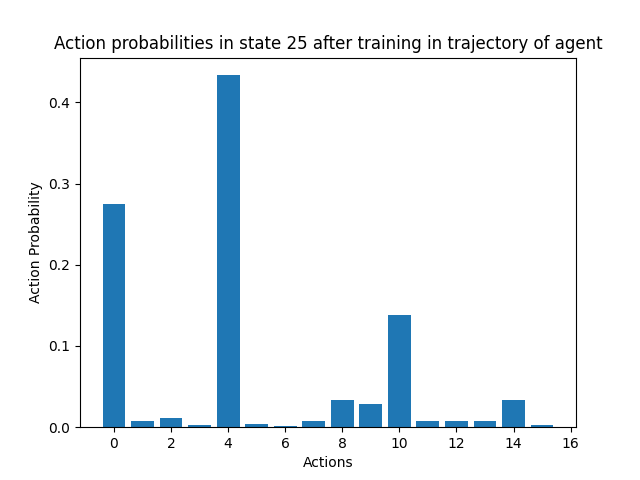 Action probabilities in state 25 after training in trajectory of agent
0.4
0.3
0.2
0.1
0.0
Action Probability
0 2 4 6 8 10 12 14 16
Actions